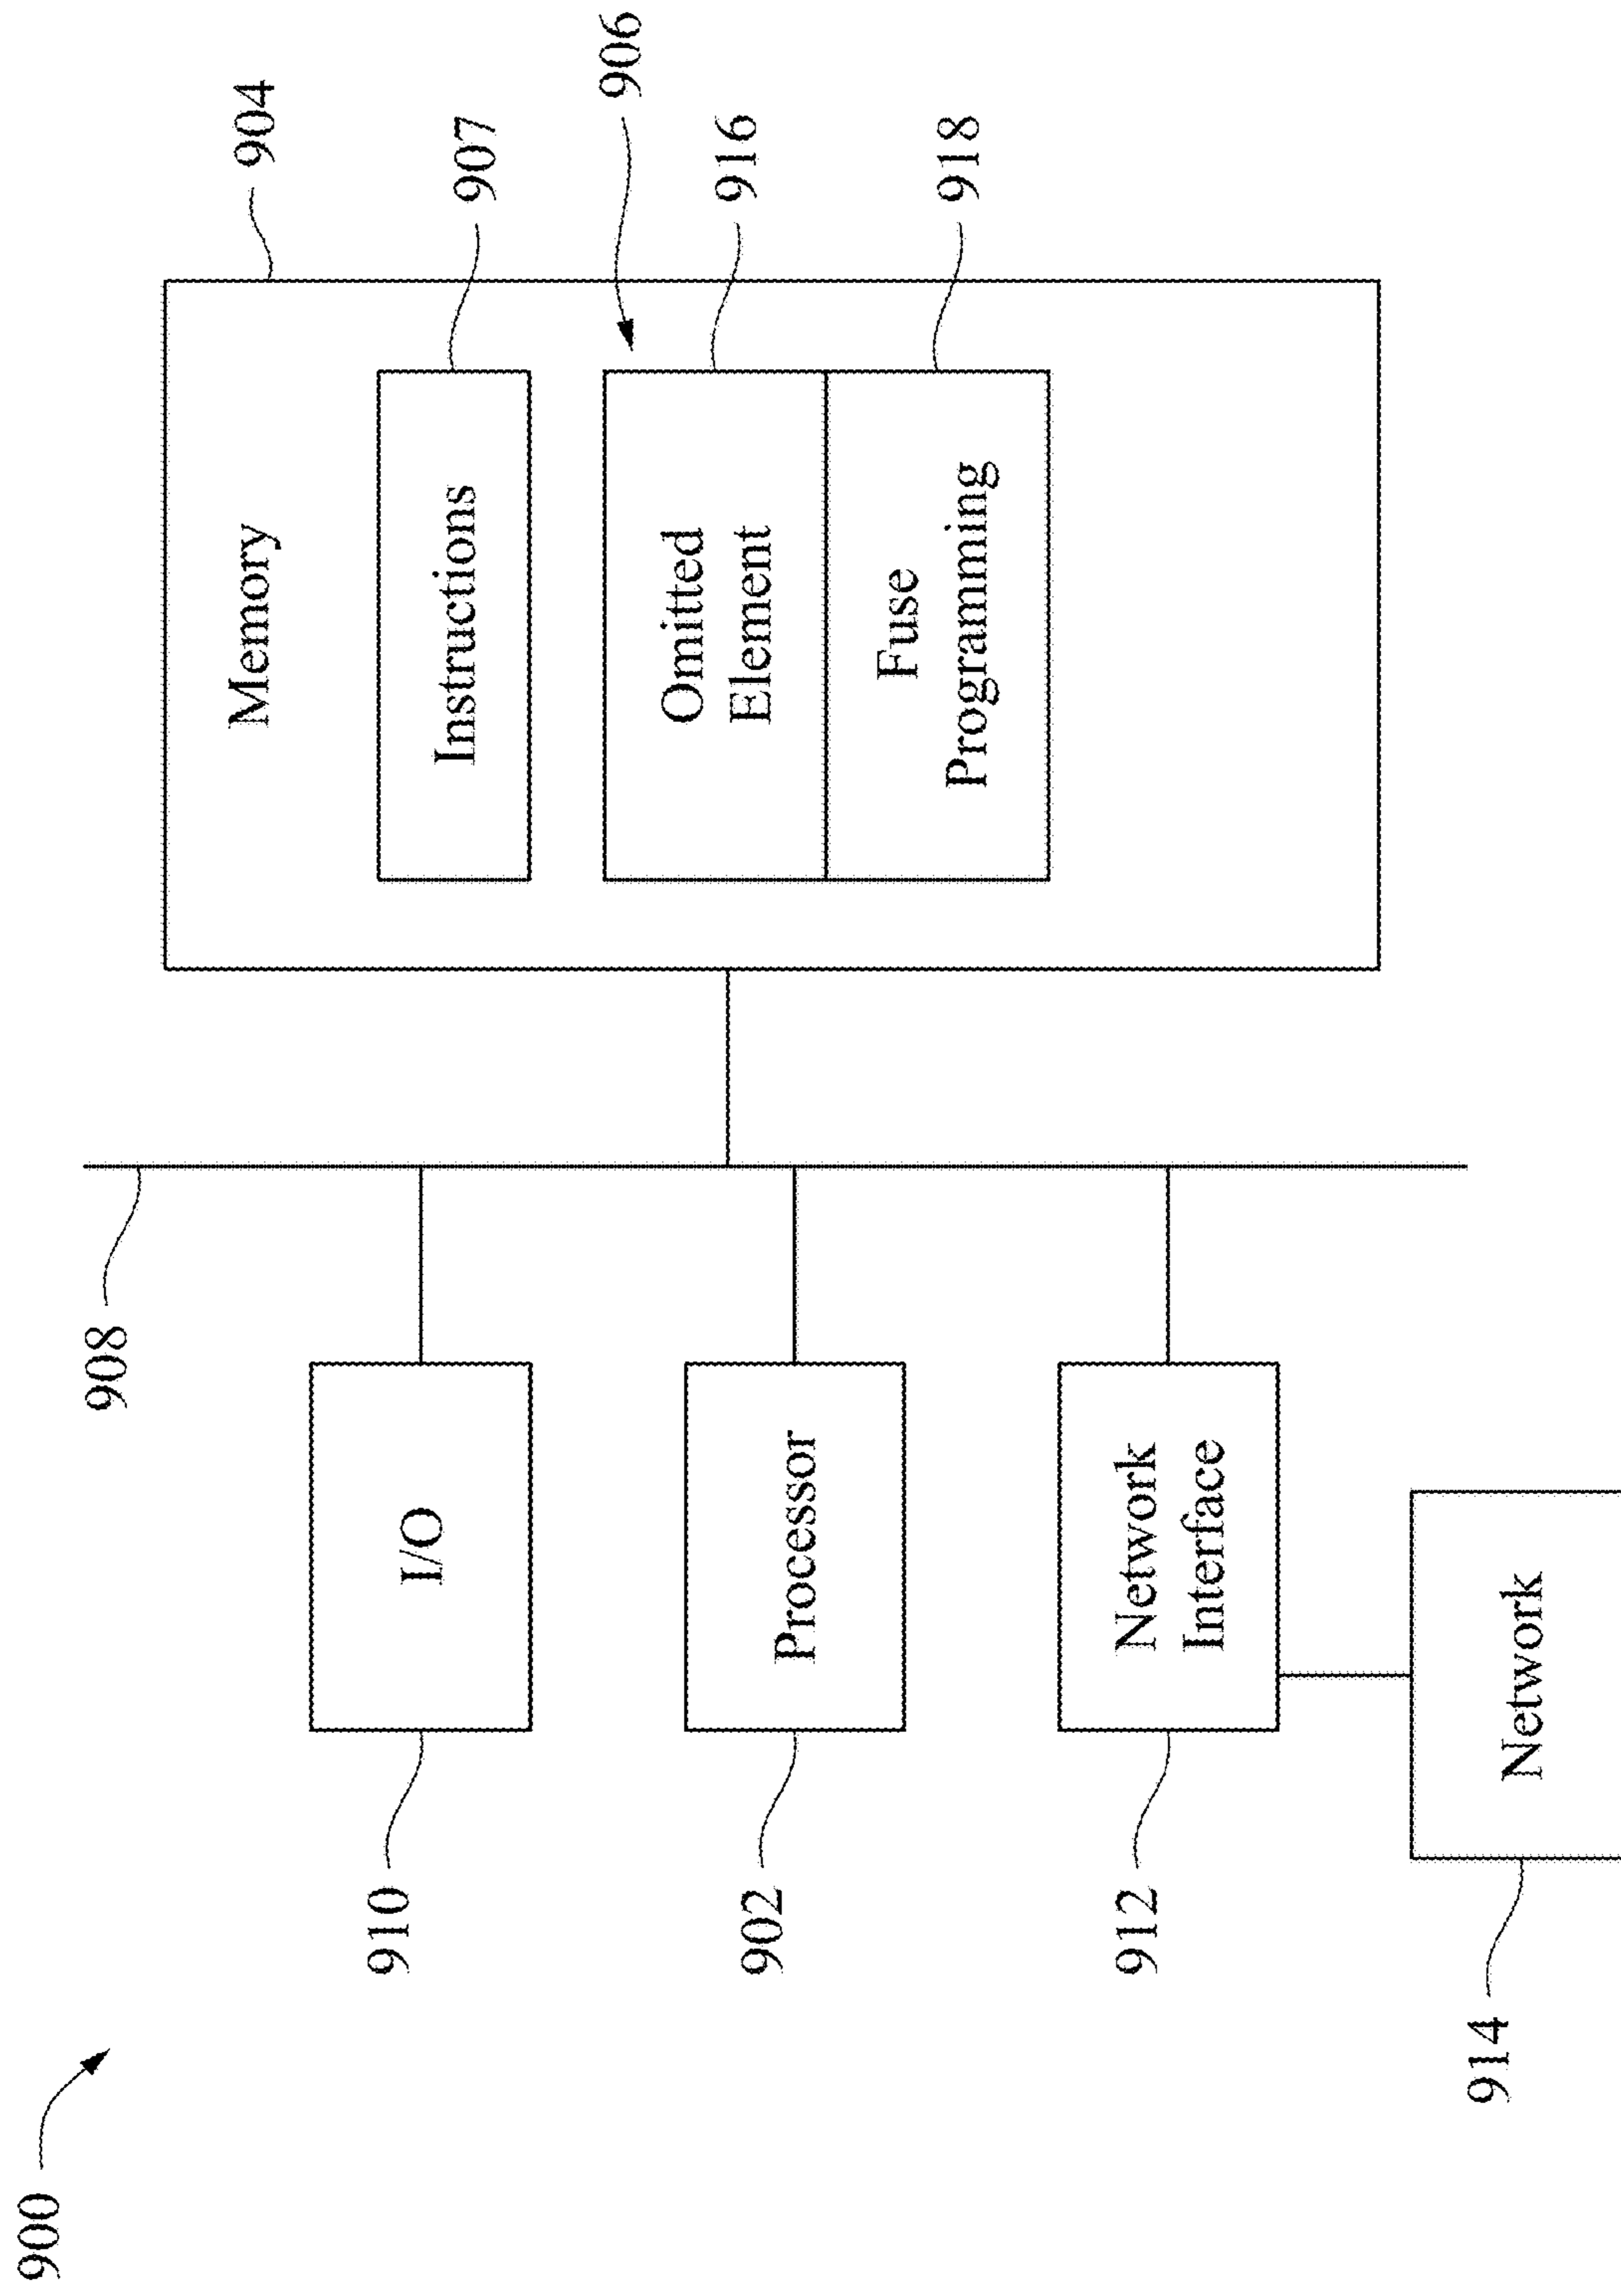 900
908
910
I/O
902
Processor
912
Network
Interface
914
Network
Memory
904
Instructions
907
906
Omitted
Element
916
Fuse
Programming
918